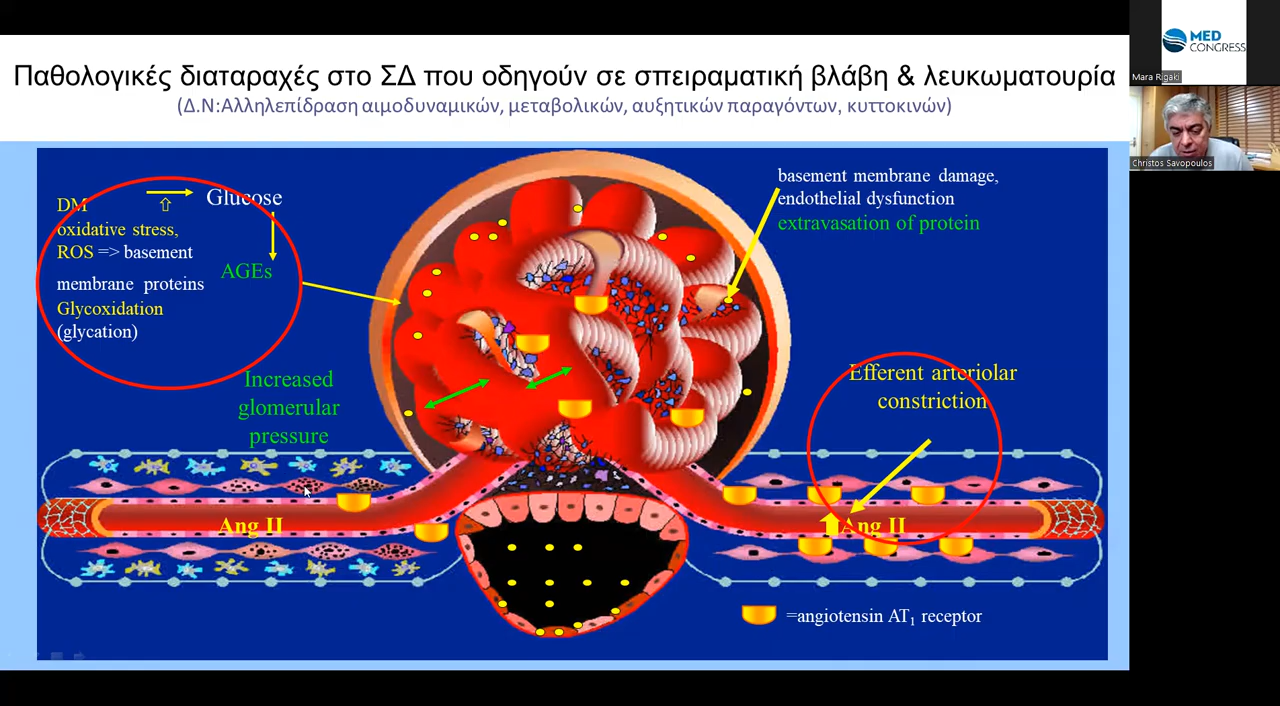 Παθολογικές διαταραχές στο ΣΔ που οδηγούν σε σπειραματική βλάβη & λευκωματουρία
(Δ.Ν:Αλληλεπίδραση αιμοδυναμικών, μεταβολικών, αυξητικών παραγόντων, κυττοκινών)
MED
CONGRESS
Mara Rigaki
Christos Savopoulos
DM ⇧ Glucose
oxidative stress,
ROS => basement
AGEs
membrane proteins
Glycoxidation
(glycation)
basement membrane damage,
endothelial dysfunction
extravasation of protein
Increased
glomerular
pressure
Efferent arteriolar
constriction
Ang II
Ang II
=angiotensin AT₁ receptor